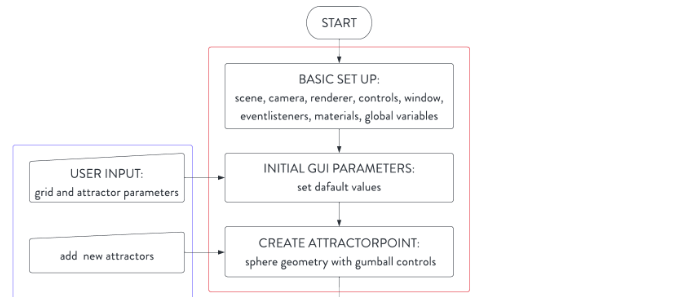 START
BASIC SET UP:
scene, camera, renderer, controls, window,
eventlisteners, materials, global variables
USER INPUT:
grid and attractor parameters
INITIAL GUI PARAMETERS:
set dafault values
add new attractors
CREATE ATTRACTORPOINT:
sphere geometry with gumball controls